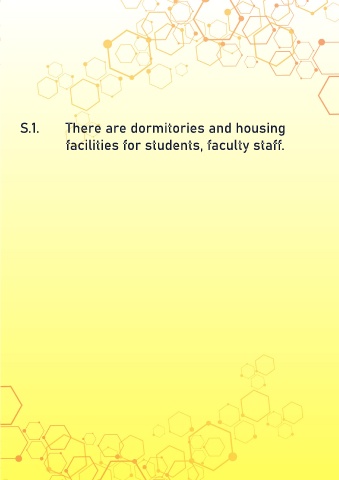 S.1. There are dormitories and housing
facilities for students, faculty staff.